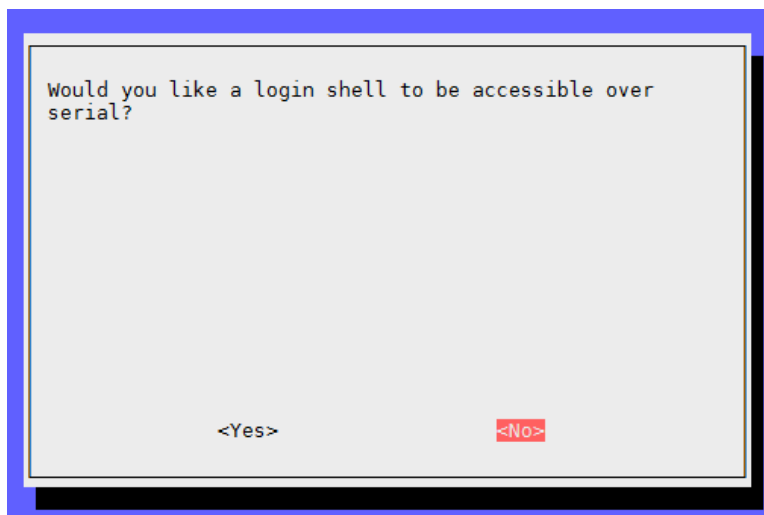 Would you like a login shell to be accessible over
serial?
<Yes> <No>